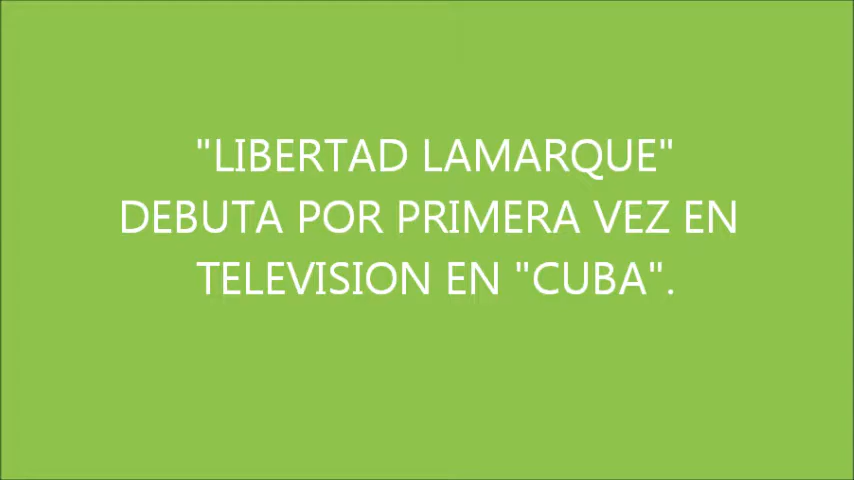 "LIBERTAD LAMARQUE"
DEBUTA POR PRIMERA VEZ EN
TELEVISION EN "CUBA".